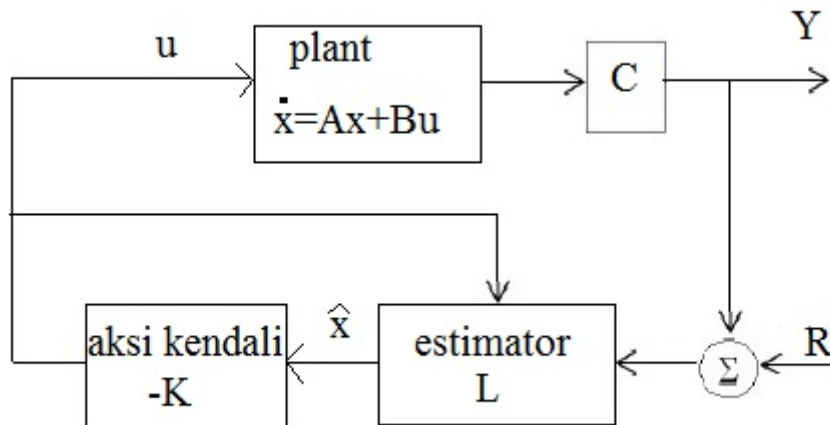 u
plant
ẋ=Ax+Bu
C
Y
aksi kendali
-K
x̂
estimator
L
Σ
R